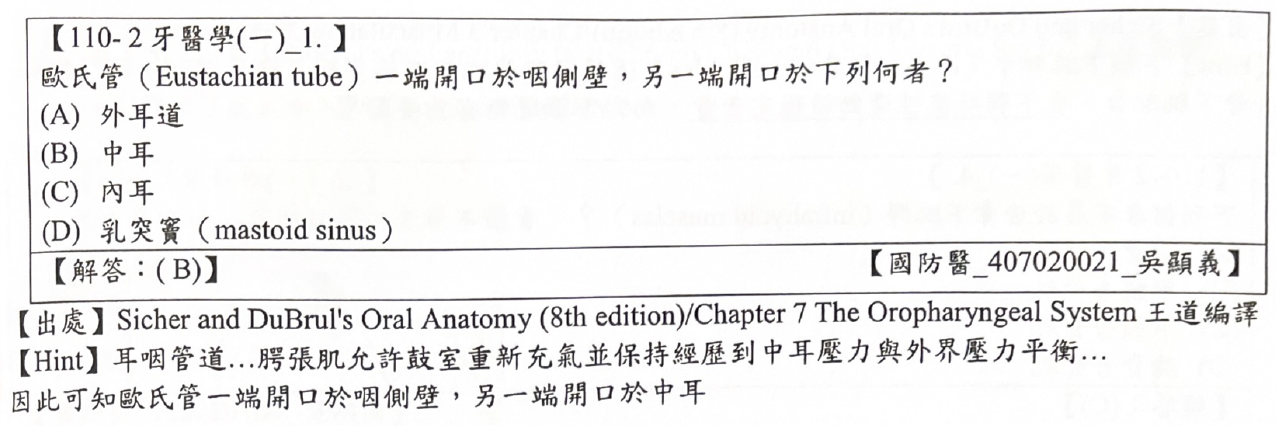 【110-2 牙醫學(一)_1. 】
歐氏管（Eustachian tube）一端開口於咽側壁，另一端開口於下列何者？
(A) 外耳道
(B) 中耳
(C) 內耳
(D) 乳突竇（mastoid sinus）
【解答：( B)】 【國防醫_407020021_吳顯義】
【出處】Sicher and DuBrul's Oral Anatomy (8th edition)/Chapter 7 The Oropharyngeal System 王道編譯
【Hint】耳咽管道…腭張肌允許鼓室重新充氣並保持經歷到中耳壓力與外界壓力平衡…
因此可知歐氏管一端開口於咽側壁，另一端開口於中耳